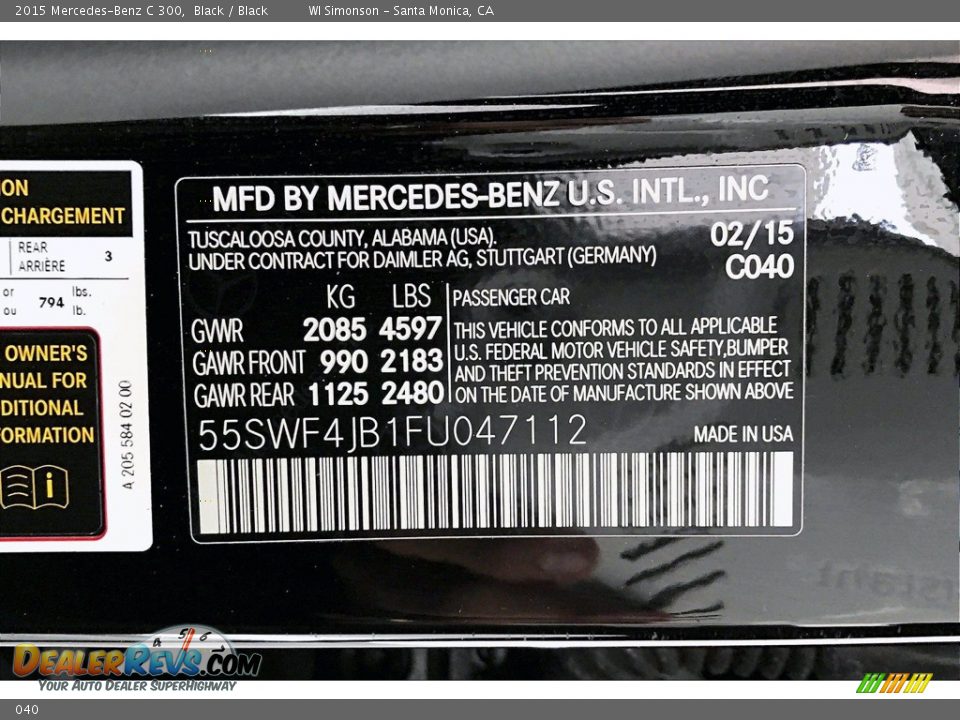 2015 Mercedes-Benz C 300, Black / Black WI Simonson - Santa Monica, CA
ON
CHARGEMENT
REAR
ARRIÈRE
3
or
ou
794
lbs.
lb.
OWNER'S
NUAL FOR
DITIONAL
FORMATION
i
A 205 584 02 00
MFD BY MERCEDES-BENZ U.S. INTL., INC
TUSCALOOSA COUNTY, ALABAMA (USA).
02/15
UNDER CONTRACT FOR DAIMLER AG, STUTTGART (GERMANY)
C040
KG LBS
GVWR 2085 4597
GAWR FRONT 990 2183
GAWR REAR 1125 2480
PASSENGER CAR
THIS VEHICLE CONFORMS TO ALL APPLICABLE
U.S. FEDERAL MOTOR VEHICLE SAFETY,BUMPER
AND THEFT PREVENTION STANDARDS IN EFFECT
ON THE DATE OF MANUFACTURE SHOWN ABOVE
55SWF4JB1FU047112
MADE IN USA
4 5 6
DEALERREVS.COM
YOUR AUTO DEALER SUPERHIGHWAY
040